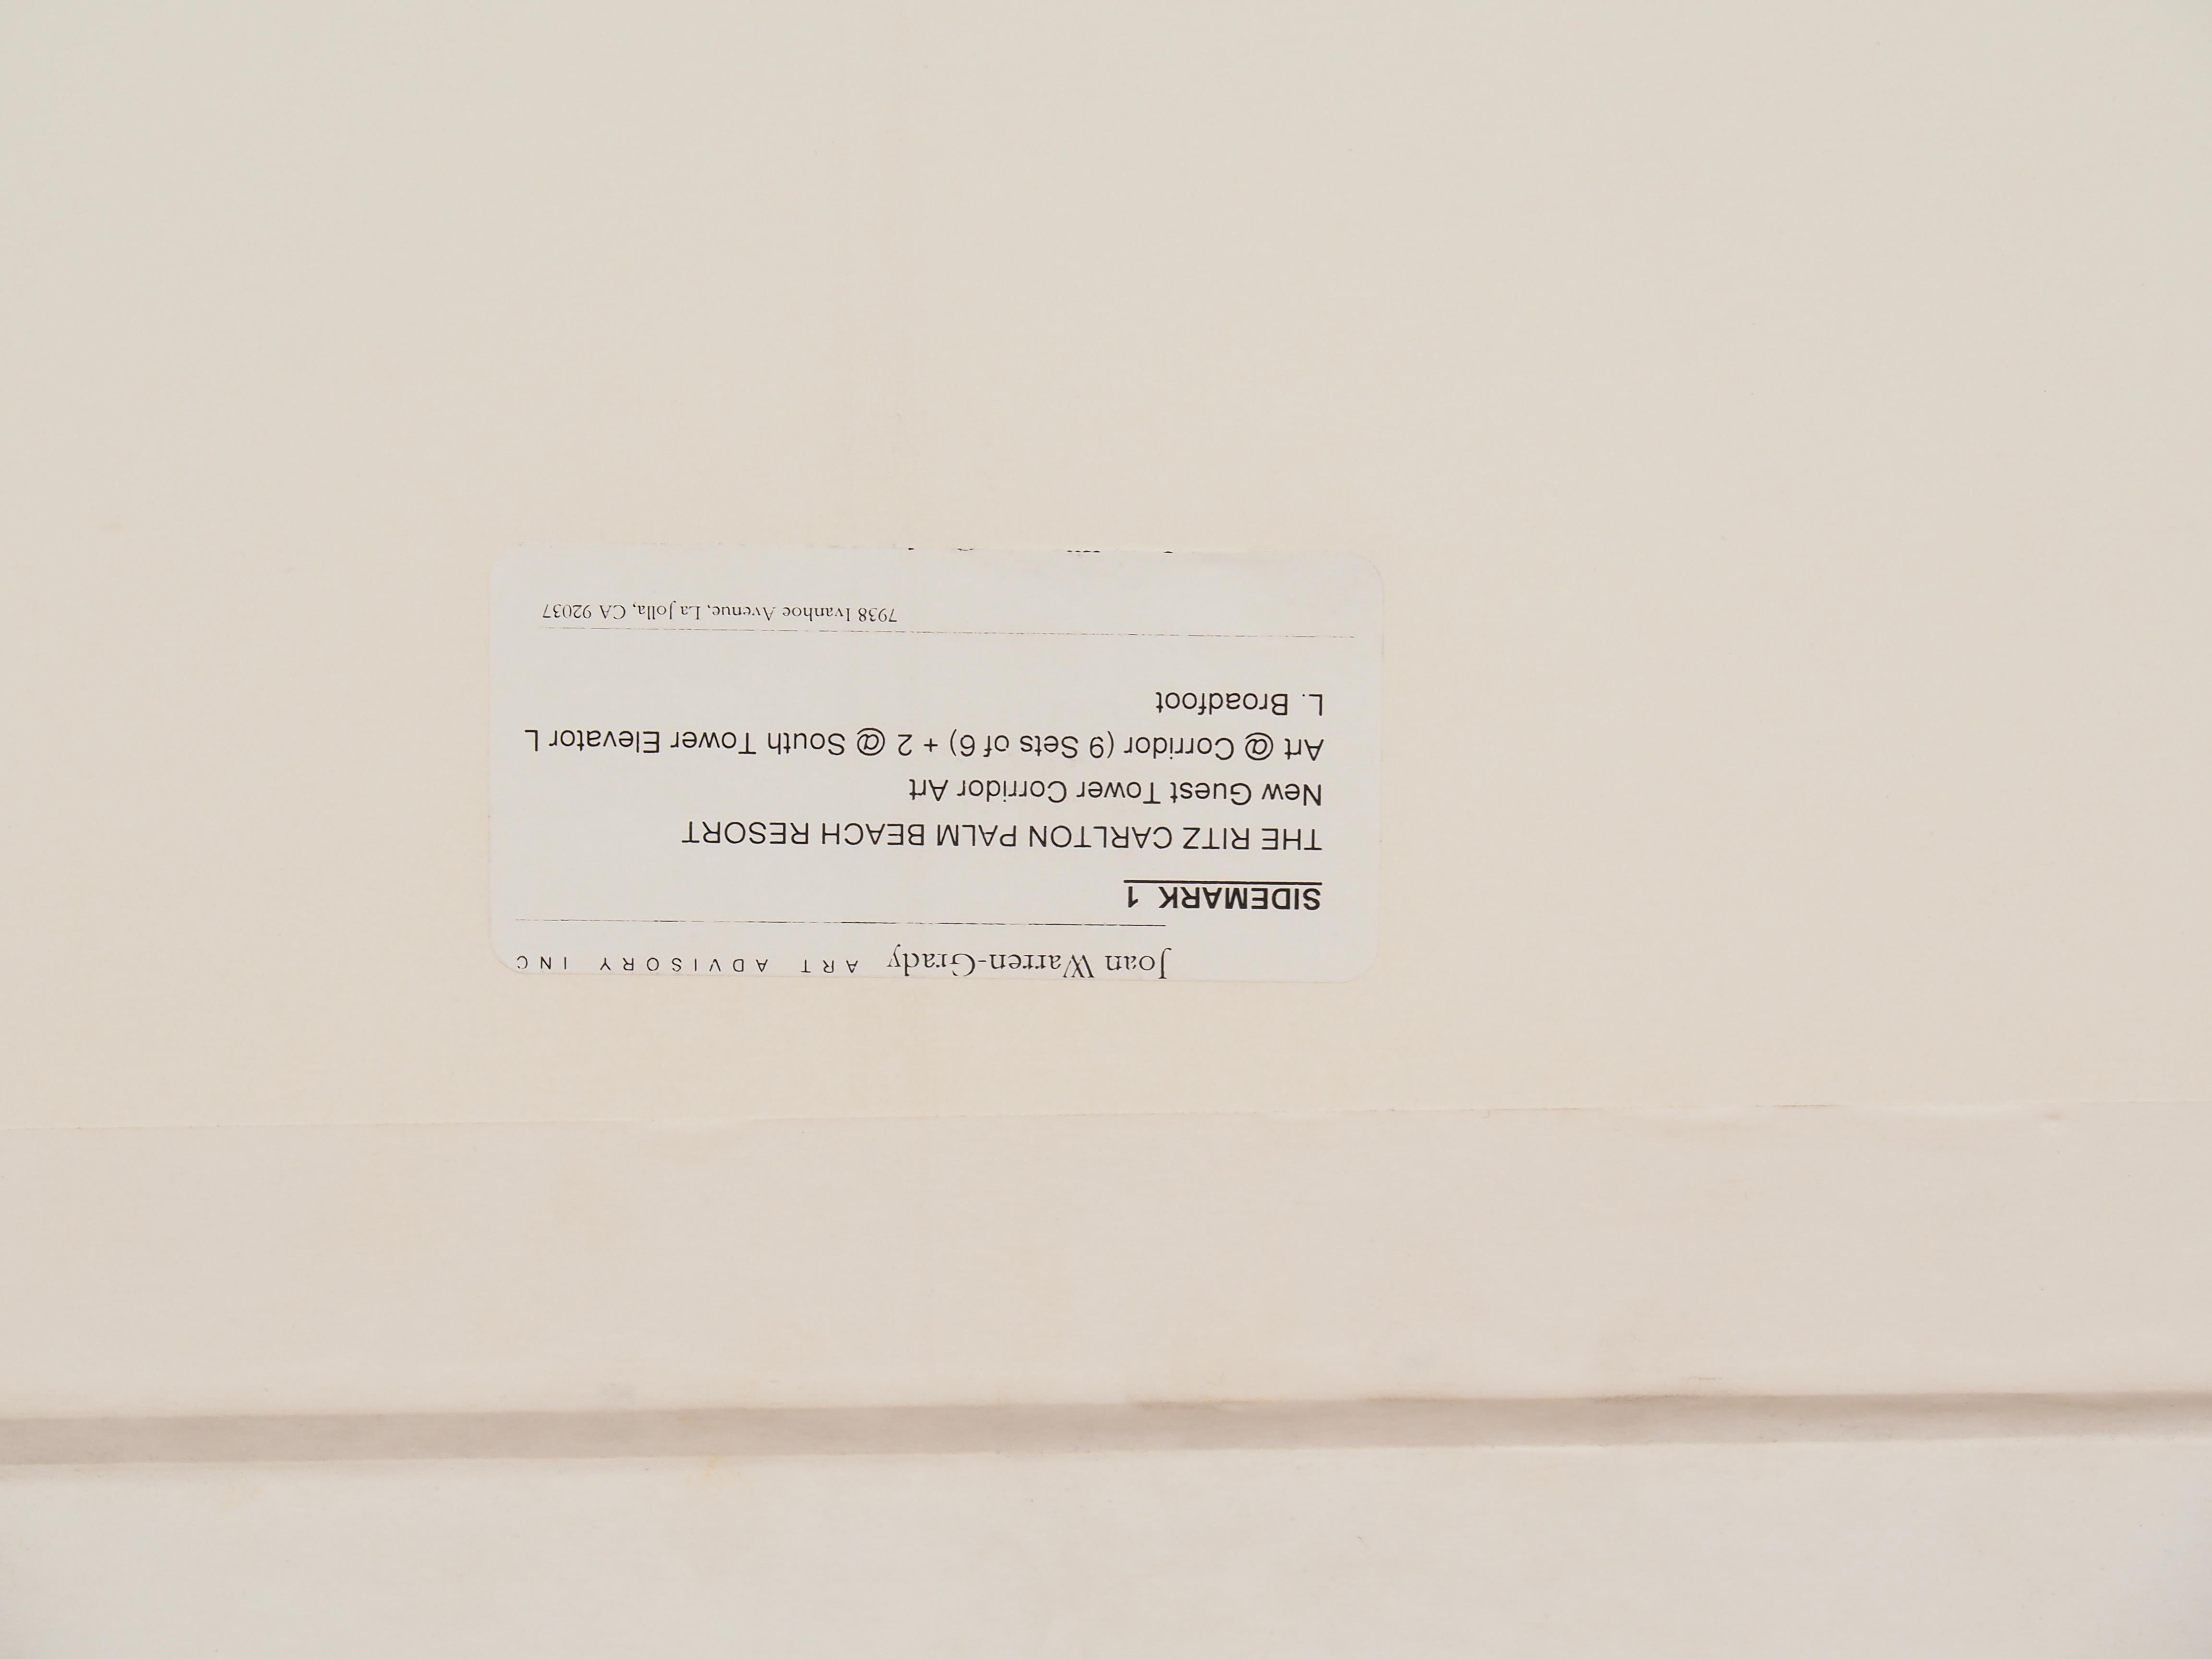 Joan Warren-Grady ART ADVISORY INC
SIDEMARK 1
THE RITZ CARLTON PALM BEACH RESORT
New Guest Tower Corridor Art
Art @ Corridor (9 Sets of 6) + 2 @ South Tower Elevator L
L. Broadfoot
7938 Ivanhoe Avenue, La Jolla, CA 92037